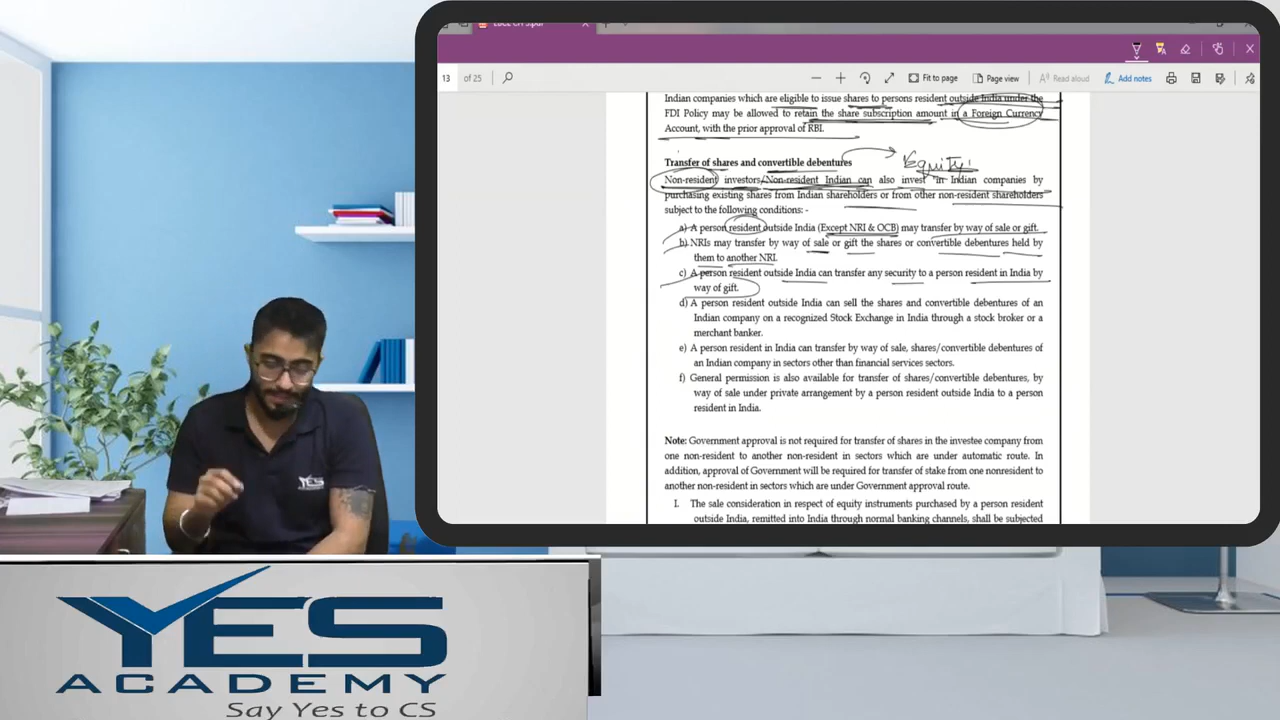 13 of 25
Fit to page
Page view
Read aloud
Add notes
Indian companies which are eligible to issue shares to persons resident outside India under the
FDI Policy may be allowed to retain the share subscription amount in a Foreign Currency
Account, with the prior approval of RBI.
Transfer of shares and convertible debentures
Equity
Non-resident investors/Non-resident Indian can also invest in Indian companies by
purchasing existing shares from Indian shareholders or from other non-resident shareholders
subject to the following conditions: -
a) A person resident outside India (Except NRI & OCB) may transfer by way of sale or gift.
b) NRIs may transfer by way of sale or gift the shares or convertible debentures held by
them to another NRI.
c) A person resident outside India can transfer any security to a person resident in India by
way of gift.
d) A person resident outside India can sell the shares and convertible debentures of an
Indian company on a recognized Stock Exchange in India through a stock broker or a
merchant banker.
e) A person resident in India can transfer by way of sale, shares/convertible debentures of
an Indian company in sectors other than financial services sectors.
f) General permission is also available for transfer of shares/convertible debentures, by
way of sale under private arrangement by a person resident outside India to a person
resident in India.
Note: Government approval is not required for transfer of shares in the investee company from
one non-resident to another non-resident in sectors which are under automatic route. In
addition, approval of Government will be required for transfer of stake from one nonresident to
another non-resident in sectors which are under Government approval route.
I. The sale consideration in respect of equity instruments purchased by a person resident
outside India, remitted into India through normal banking channels, shall be subjected
YES
YES
ACADEMY
Say Yes to CS